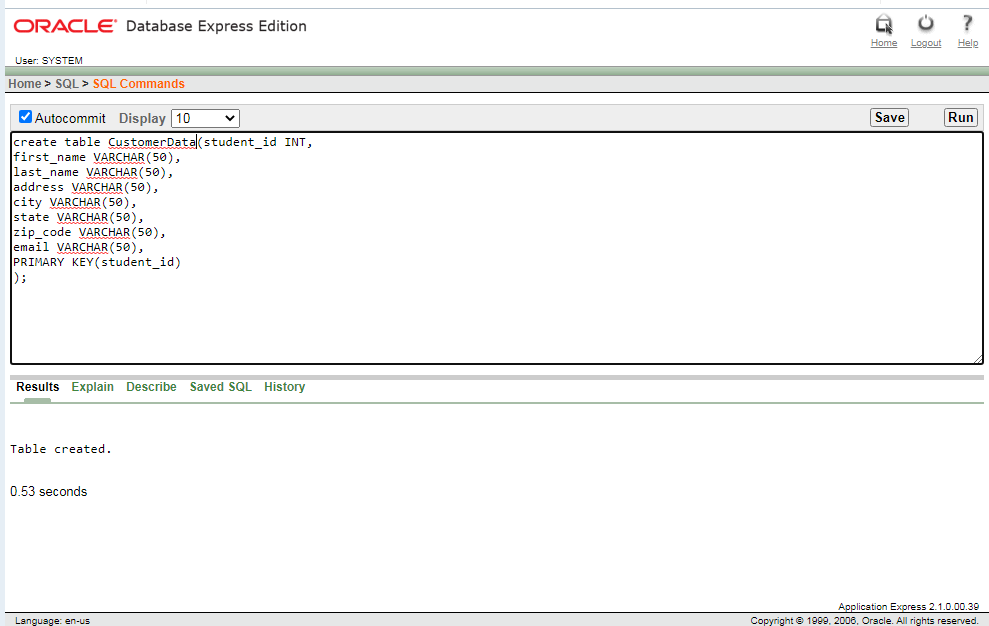 ORACLE® Database Express Edition
Home Logout Help
User: SYSTEM
Home > SQL > SQL Commands
Autocommit Display 10 Save Run
create table CustomerData(student_id INT,
first_name VARCHAR(50),
last_name VARCHAR(50),
address VARCHAR(50),
city VARCHAR(50),
state VARCHAR(50),
zip_code VARCHAR(50),
email VARCHAR(50),
PRIMARY KEY(student_id)
);
Results Explain Describe Saved SQL History
Table created.
0.53 seconds
Application Express 2.1.0.00.39
Language: en-us Copyright © 1999, 2006, Oracle. All rights reserved.